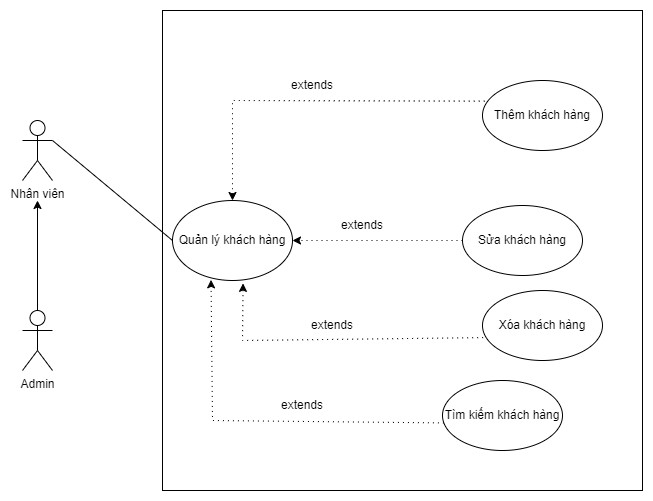 extends
Thêm khách hàng
Nhân viên
extends
Quản lý khách hàng
Sửa khách hàng
extends
Xóa khách hàng
Admin
extends
Tìm kiếm khách hàng